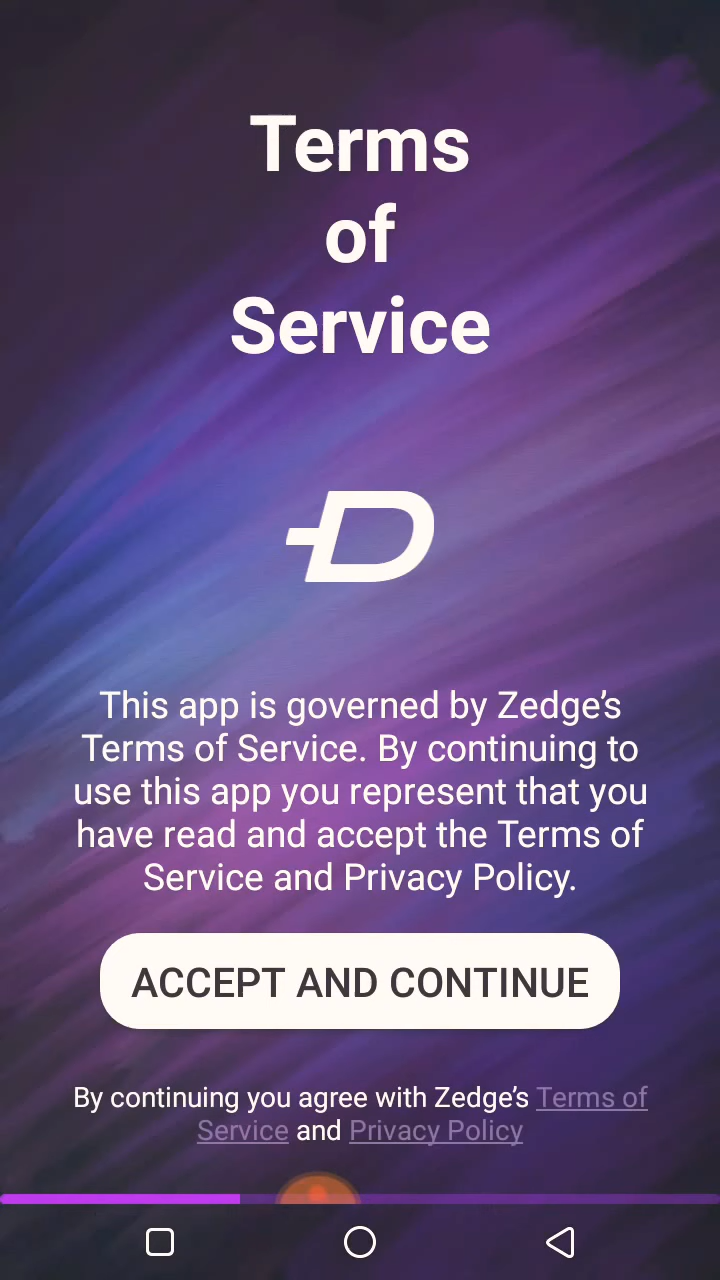 Terms
of
Service
This app is governed by Zedge’s
Terms of Service. By continuing to
use this app you represent that you
have read and accept the Terms of
Service and Privacy Policy.
ACCEPT AND CONTINUE
By continuing you agree with Zedge’s Terms of
Service and Privacy Policy